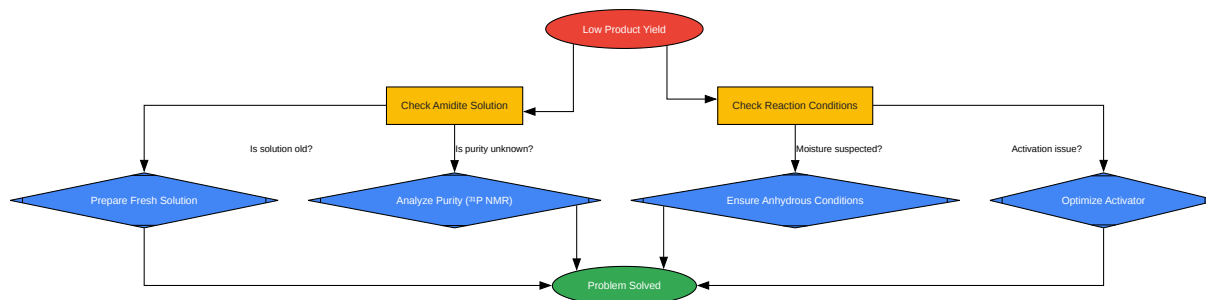 Low Product Yield
Check Amidite Solution
Check Reaction Conditions
Is solution old?
Is purity unknown?
Moisture suspected?
Activation issue?
Prepare Fresh Solution
Analyze Purity (³¹P NMR)
Ensure Anhydrous Conditions
Optimize Activator
Problem Solved